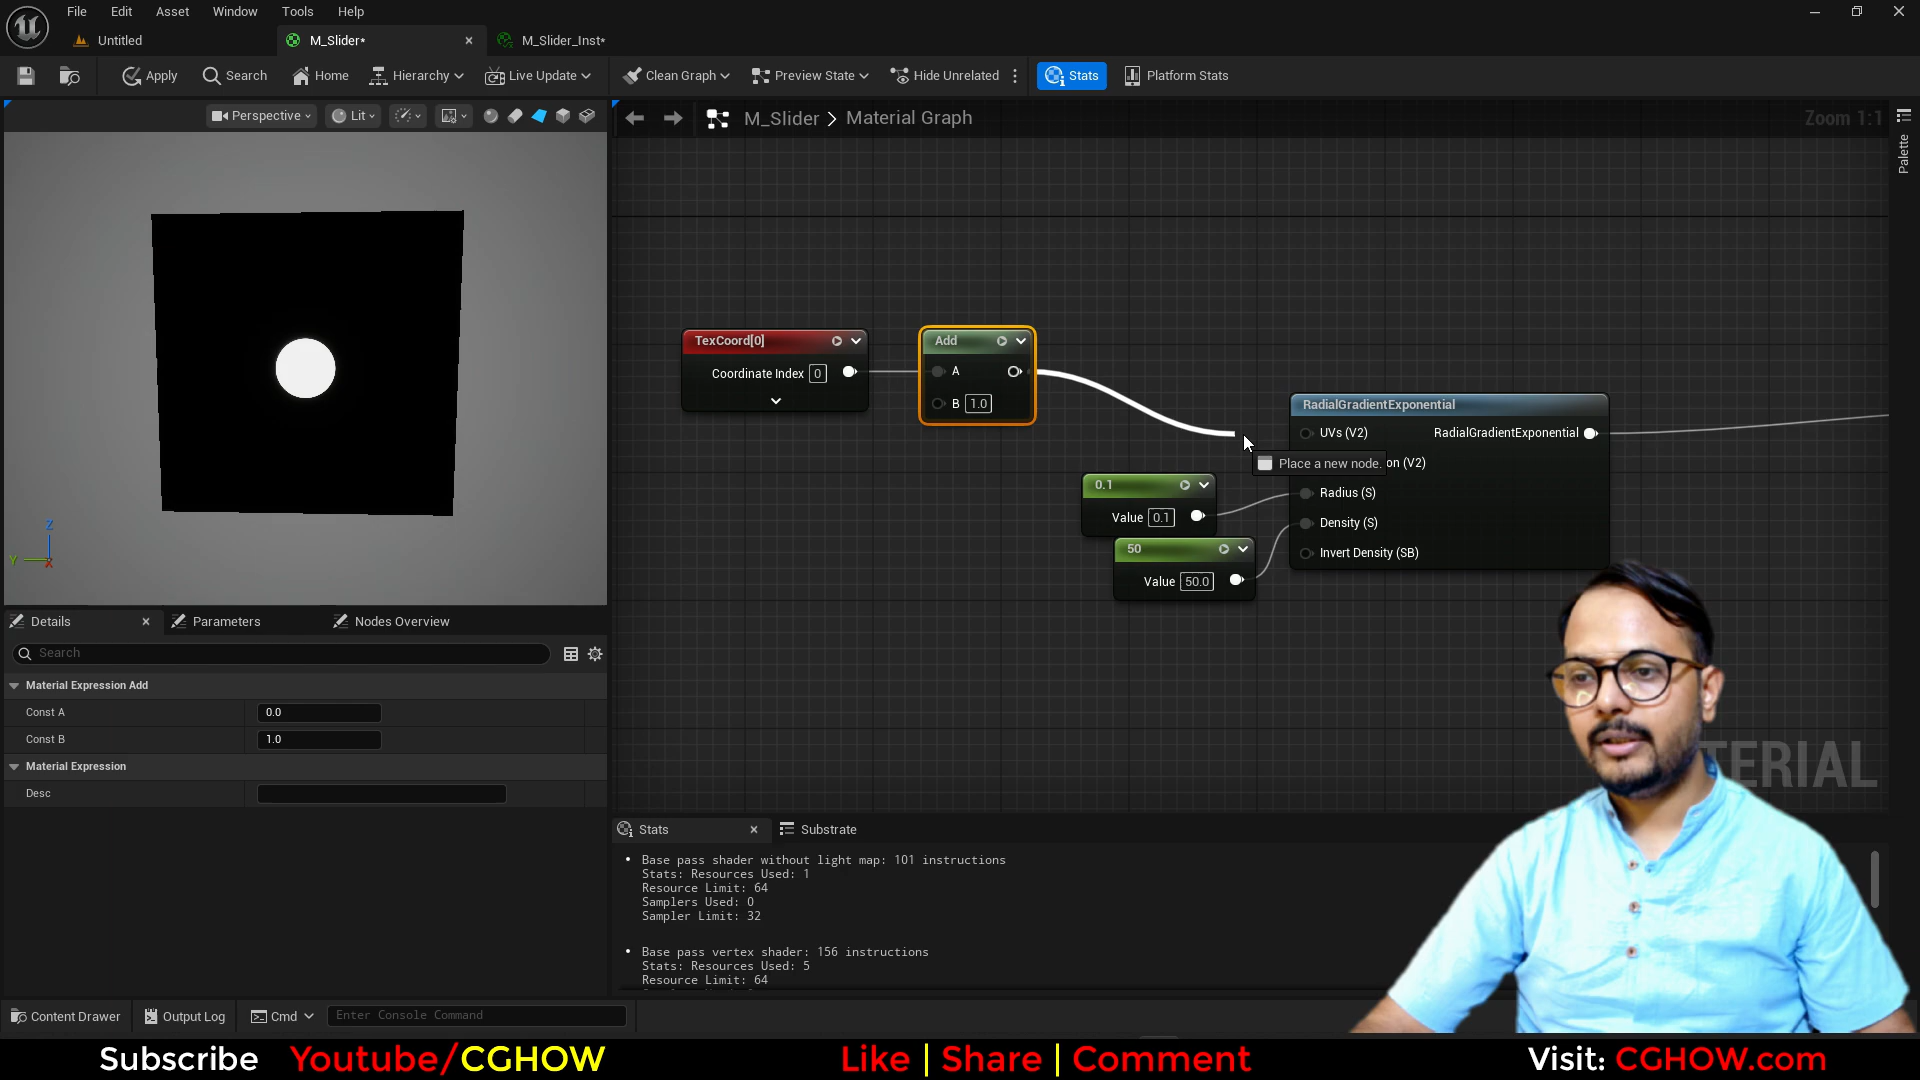 File Edit Asset Window Tools Help
Untitled M_Slider* M_Slider_Inst*
Apply Search Home Hierarchy Live Update Clean Graph Preview State Hide Unrelated Stats Platform Stats
Perspective Lit
M_Slider > Material Graph
Zoom 1:1
Palette
TexCoord[0]
Coordinate Index 0
Add
A
B 1.0
RadialGradientExponential
UVs (V2) RadialGradientExponential
Place a new node.
on (V2)
Radius (S)
Density (S)
Invert Density (SB)
0.1
Value 0.1
50
Value 50.0
Z
Y
X
TERIAL
Details Parameters Nodes Overview
Search
Material Expression Add
Const A 0.0
Const B 1.0
Material Expression
Desc
Stats Substrate
• Base pass shader without light map: 101 instructions
Stats: Resources Used: 1
Resource Limit: 64
Samplers Used: 0
Sampler Limit: 32
• Base pass vertex shader: 156 instructions
Stats: Resources Used: 5
Resource Limit: 64
Content Drawer Output Log Cmd Enter Console Command
Subscribe Youtube/CGHOW Like | Share | Comment Visit: CGHOW.com